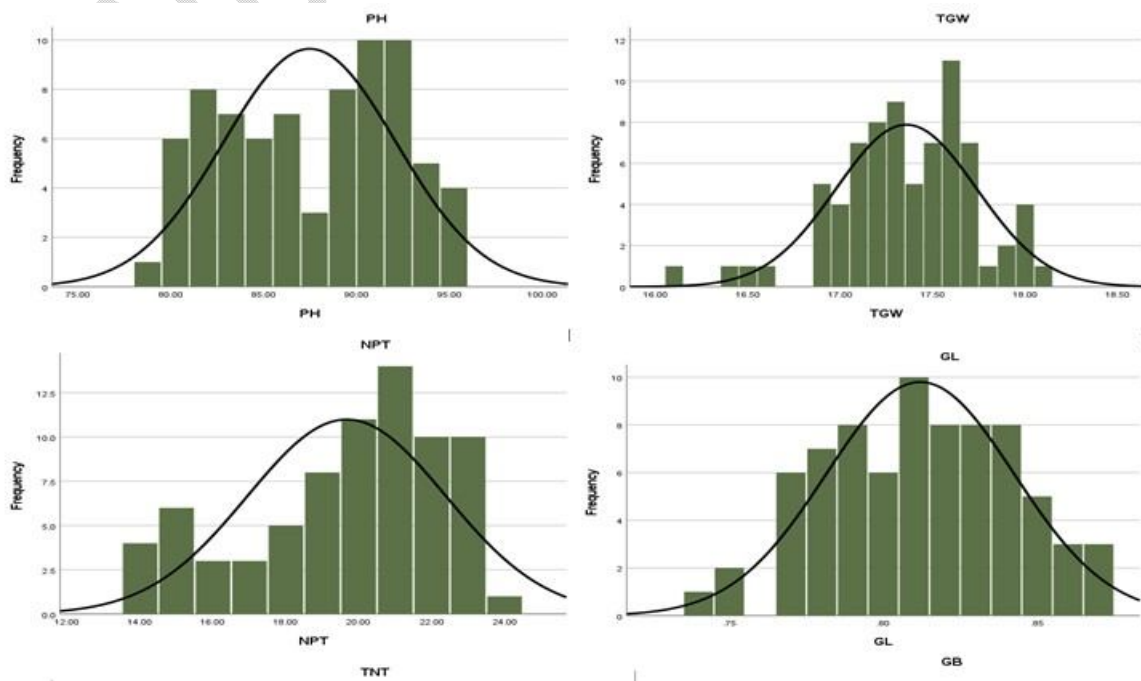 PH
10
8
6
4
2
0
Frequency
75.00 80.00 85.00 90.00 95.00 100.00
PH
TGW
12
10
8
6
4
2
0
Frequency
16.00 16.50 17.00 17.50 18.00 18.50
TGW
NPT
12.5
10.0
7.5
5.0
2.5
0.0
Frequency
12.00 14.00 16.00 18.00 20.00 22.00 24.00
NPT
GL
10
8
6
4
2
0
Frequency
.75 .80 .85
GL
TNT
GB